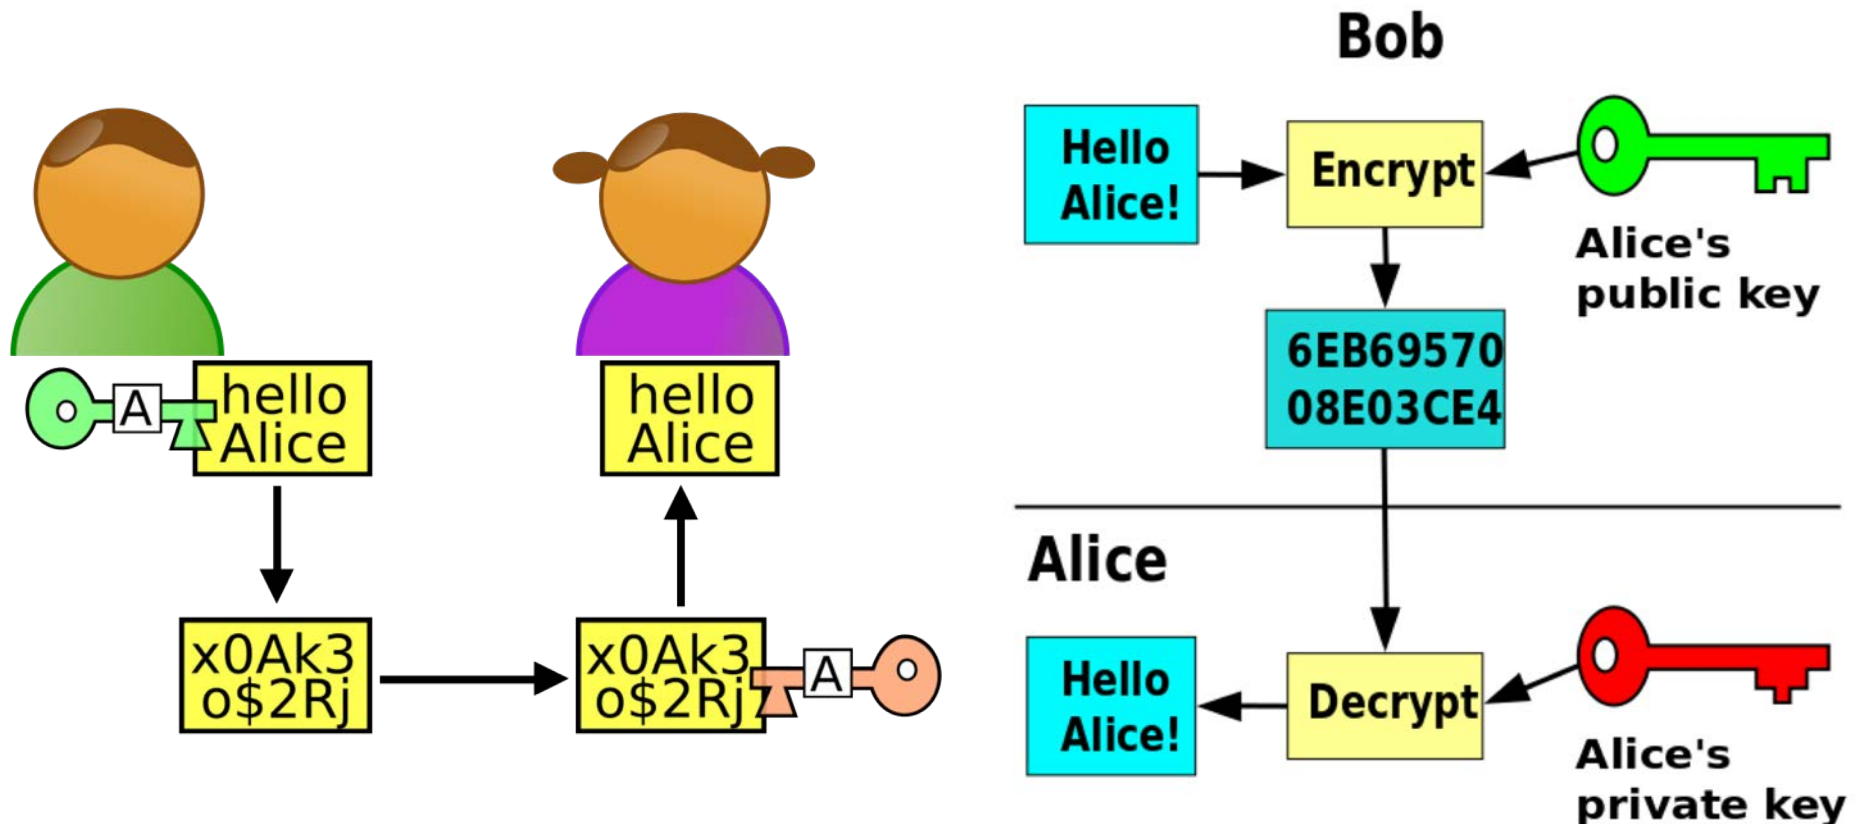 A
hello
Alice
hello
Alice
x0Ak3
o$2Rj
x0Ak3
o$2Rj
A
Bob
Hello
Alice!
Encrypt
Alice's
public key
6EB69570
08E03CE4
Alice
Hello
Alice!
Decrypt
Alice's
private key